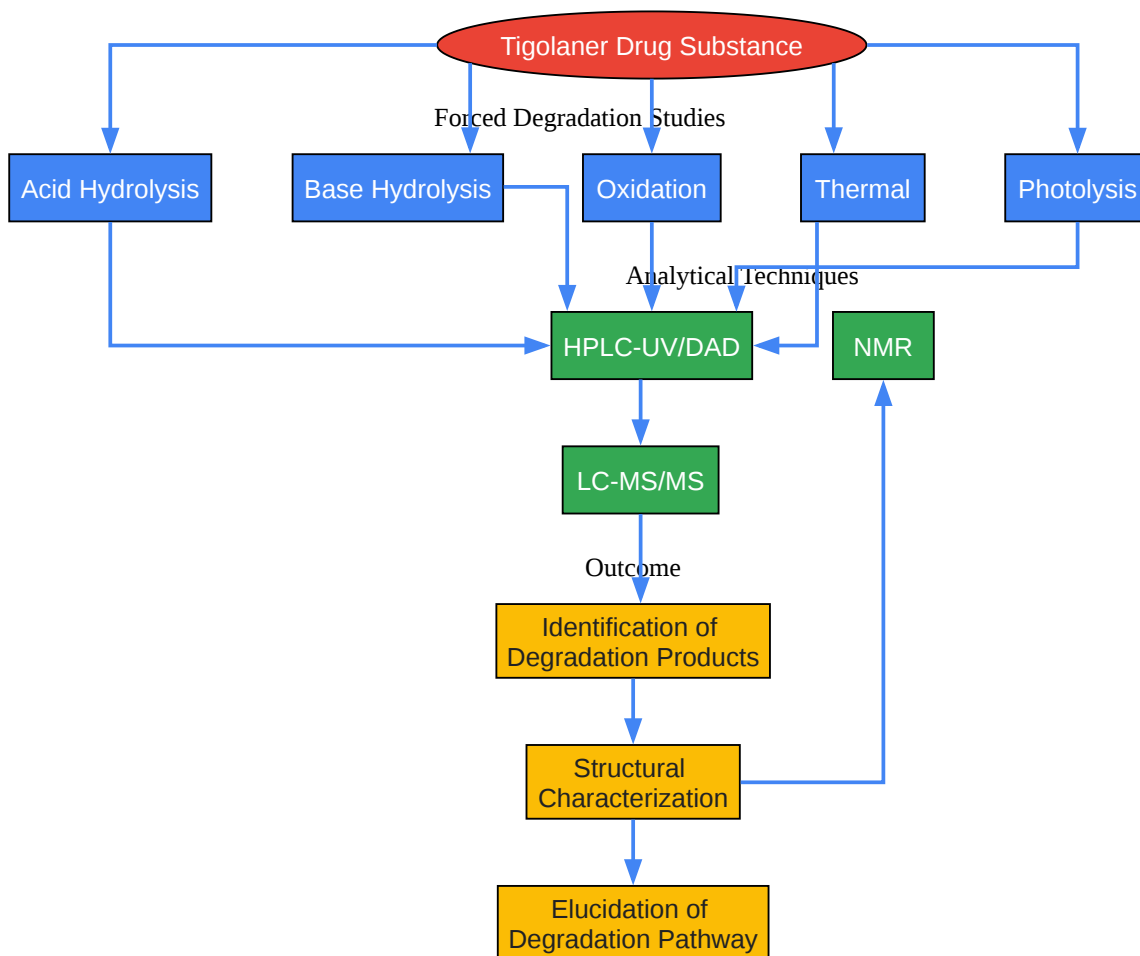 Tigolaner Drug Substance
Forced Degradation Studies
Acid Hydrolysis
Base Hydrolysis
Oxidation
Thermal
Photolysis
Analytical Techniques
HPLC-UV/DAD
NMR
LC-MS/MS
Outcome
Identification of
Degradation Products
Structural
Characterization
Elucidation of
Degradation Pathway